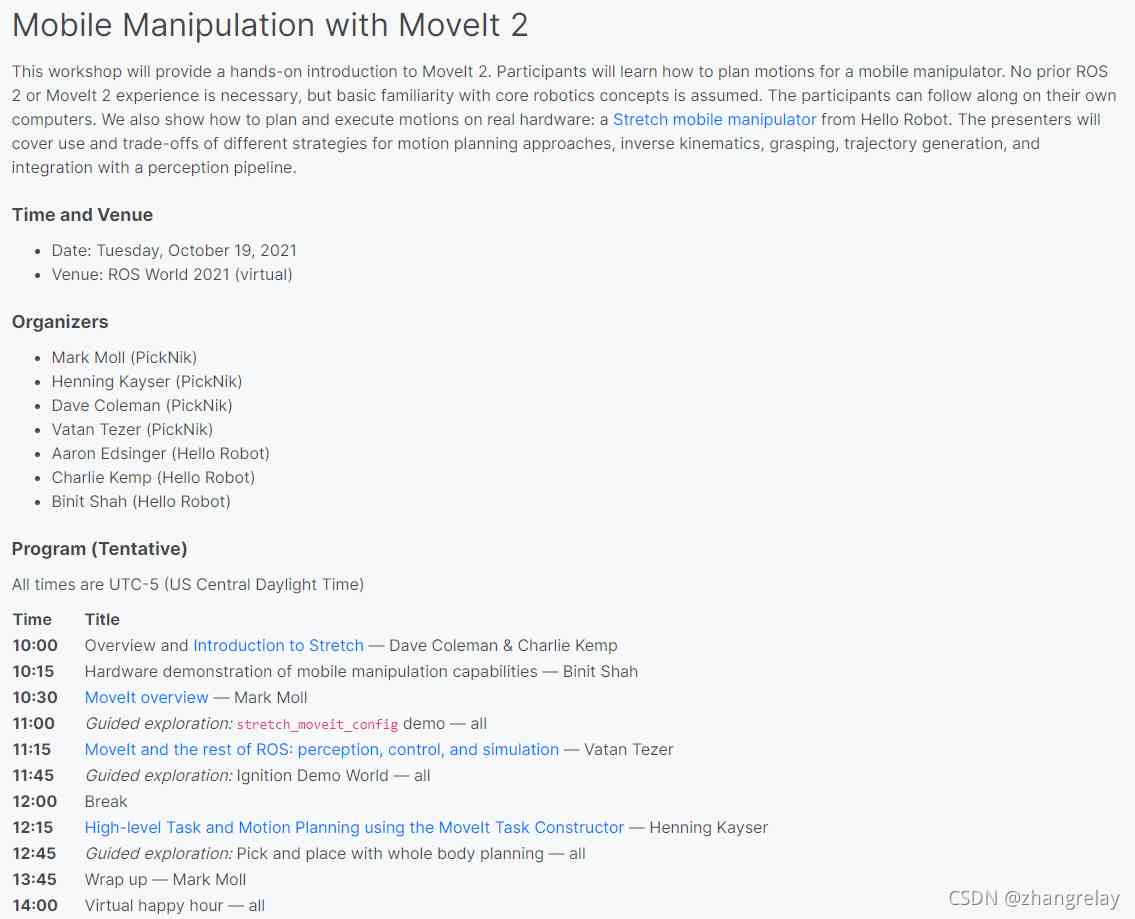 Mobile Manipulation with MoveIt 2
This workshop will provide a hands-on introduction to MoveIt 2. Participants will learn how to plan motions for a mobile manipulator. No prior ROS
2 or MoveIt 2 experience is necessary, but basic familiarity with core robotics concepts is assumed. The participants can follow along on their own
computers. We also show how to plan and execute motions on real hardware: a Stretch mobile manipulator from Hello Robot. The presenters will
cover use and trade-offs of different strategies for motion planning approaches, inverse kinematics, grasping, trajectory generation, and
integration with a perception pipeline.
Time and Venue
• Date: Tuesday, October 19, 2021
• Venue: ROS World 2021 (virtual)
Organizers
• Mark Moll (PickNik)
• Henning Kayser (PickNik)
• Dave Coleman (PickNik)
• Vatan Tezer (PickNik)
• Aaron Edsinger (Hello Robot)
• Charlie Kemp (Hello Robot)
• Binit Shah (Hello Robot)
Program (Tentative)
All times are UTC-5 (US Central Daylight Time)
Time Title
10:00 Overview and Introduction to Stretch — Dave Coleman & Charlie Kemp
10:15 Hardware demonstration of mobile manipulation capabilities — Binit Shah
10:30 MoveIt overview — Mark Moll
11:00 Guided exploration: stretch_moveit_config demo — all
11:15 MoveIt and the rest of ROS: perception, control, and simulation — Vatan Tezer
11:45 Guided exploration: Ignition Demo World — all
12:00 Break
12:15 High-level Task and Motion Planning using the MoveIt Task Constructor — Henning Kayser
12:45 Guided exploration: Pick and place with whole body planning — all
13:45 Wrap up — Mark Moll
14:00 Virtual happy hour — all
CSDN @zhangrelay